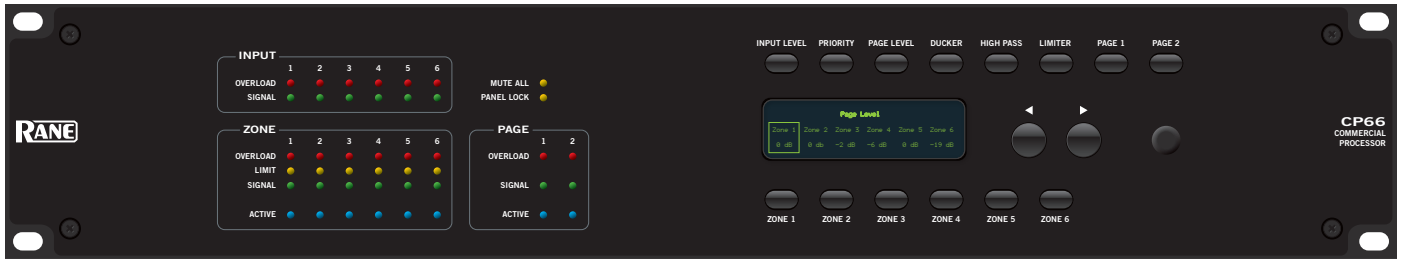 RANE
INPUT
1 2 3 4 5 6
OVERLOAD
SIGNAL
MUTE ALL
PANEL LOCK
ZONE
1 2 3 4 5 6
OVERLOAD
LIMIT
SIGNAL
ACTIVE
PAGE
1 2
OVERLOAD
SIGNAL
ACTIVE
INPUT LEVEL PRIORITY PAGE LEVEL DUCKER HIGH PASS LIMITER PAGE 1 PAGE 2
Page Level
Zone 1 Zone 2 Zone 3 Zone 4 Zone 5 Zone 6
0 dB 0 db -2 dB -6 dB 0 dB -19 dB
ZONE 1 ZONE 2 ZONE 3 ZONE 4 ZONE 5 ZONE 6
CP66
COMMERCIAL
PROCESSOR